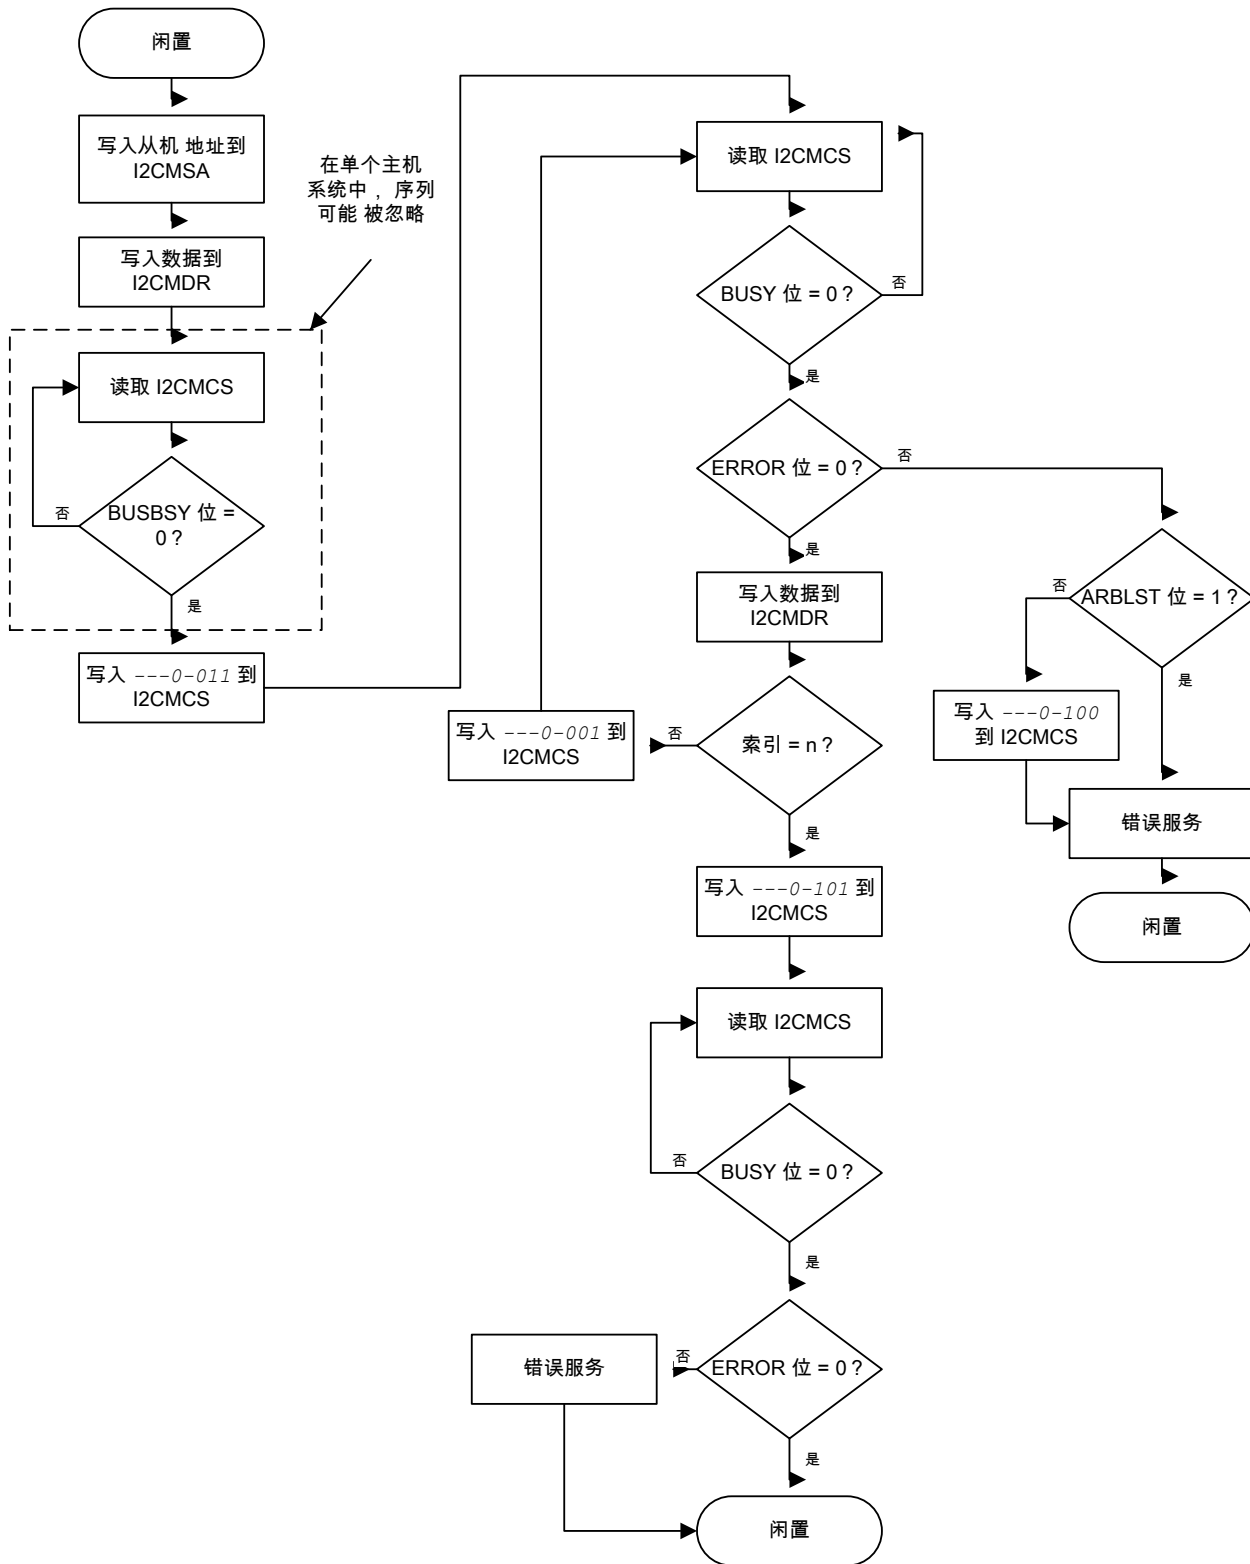 闲置
写入从机 地址到
I2CMSA
在单个主机
系统中，序列
可能 被忽略
写入数据到
I2CMDR
读取 I2CMCS
BUSBSY 位 =
0？
否
是
写入 ---0-011 到
I2CMCS
读取 I2CMCS
BUSY 位 = 0？
否
是
ERROR 位 = 0？
否
是
写入数据到
I2CMDR
索引 = n？
否
是
写入 ---0-001 到
I2CMCS
ARBLST 位 = 1？
否
是
写入 ---0-100
到 I2CMCS
错误服务
闲置
写入 ---0-101 到
I2CMCS
读取 I2CMCS
BUSY 位 = 0？
否
是
ERROR 位 = 0？
否
是
错误服务
闲置